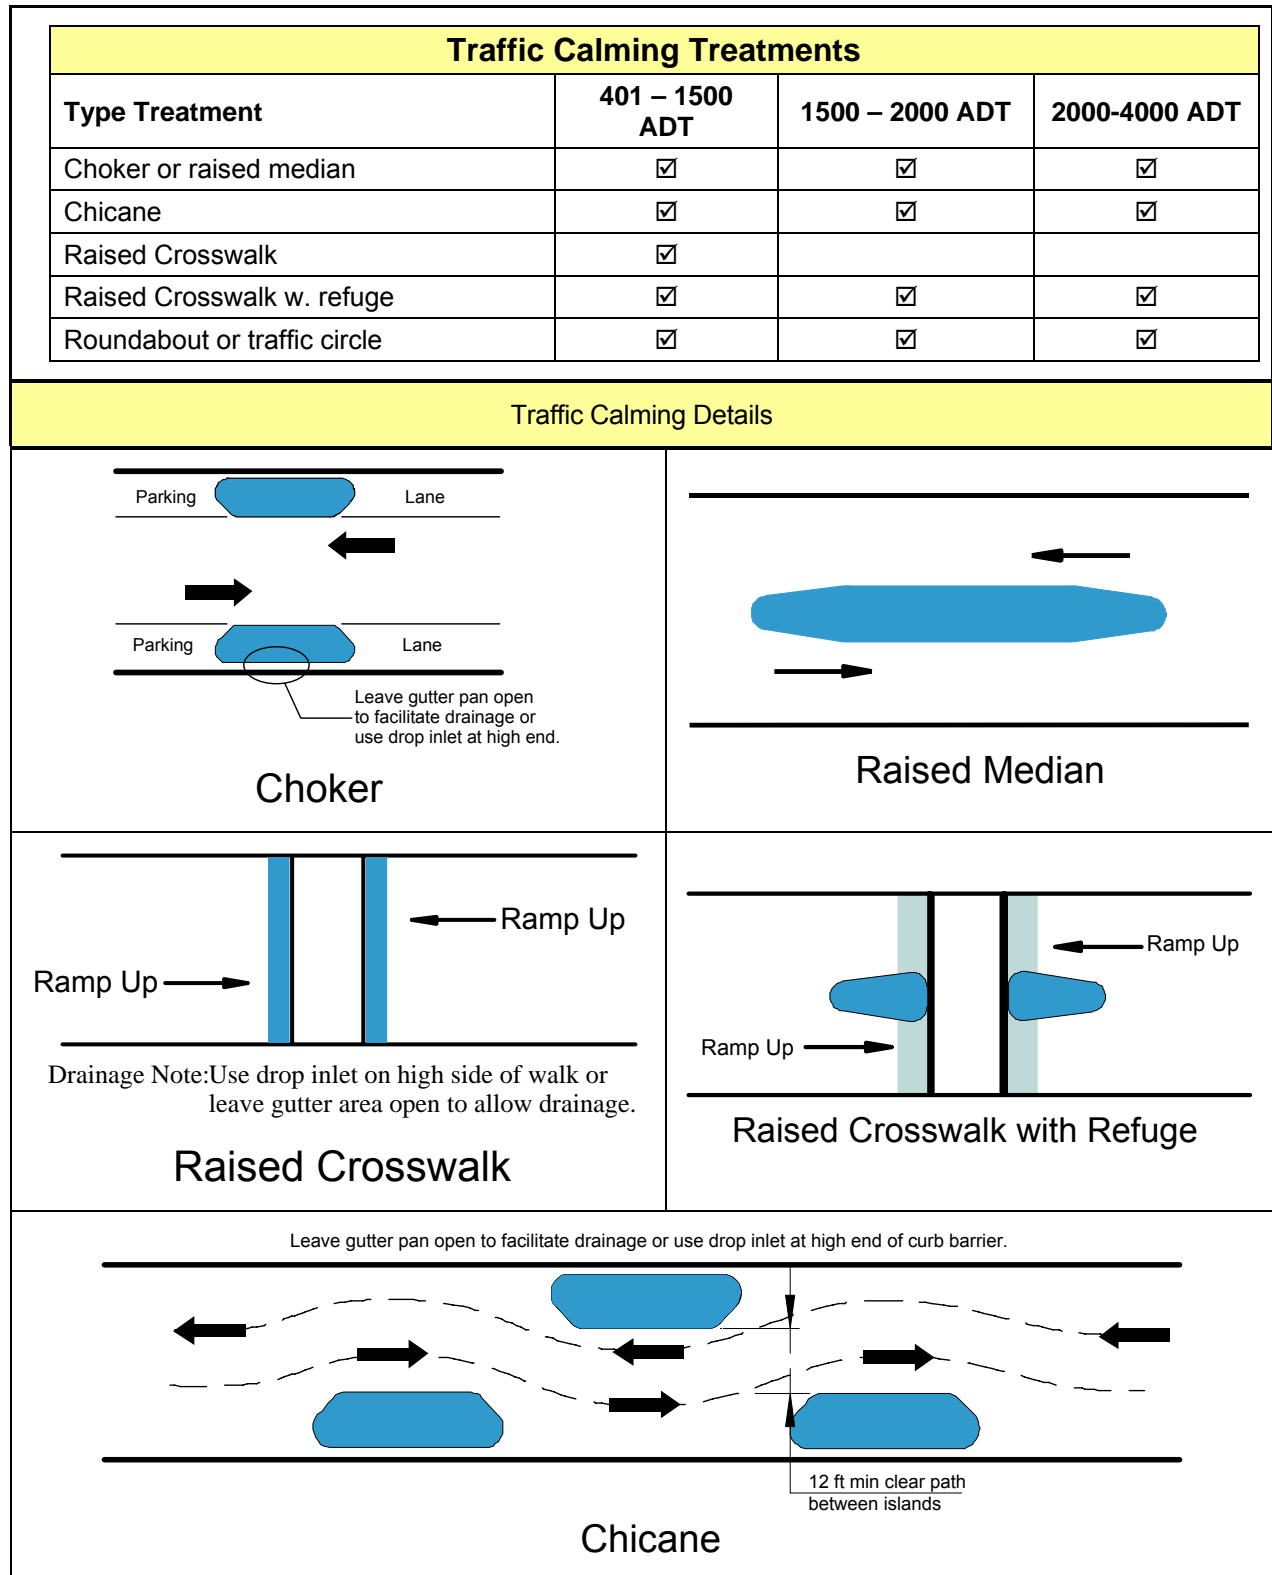 Traffic Calming Treatments
Type Treatment
401 – 1500
ADT
1500 – 2000 ADT
2000-4000 ADT
Choker or raised median ☑ ☑ ☑
Chicane ☑ ☑ ☑
Raised Crosswalk ☑
Raised Crosswalk w. refuge ☑ ☑ ☑
Roundabout or traffic circle ☑ ☑ ☑
Traffic Calming Details
Parking Lane
Parking Lane
Leave gutter pan open
to facilitate drainage or
use drop inlet at high end.
Choker
Raised Median
Ramp Up
Ramp Up
Drainage Note:Use drop inlet on high side of walk or
leave gutter area open to allow drainage.
Raised Crosswalk
Ramp Up
Ramp Up
Raised Crosswalk with Refuge
Leave gutter pan open to facilitate drainage or use drop inlet at high end of curb barrier.
12 ft min clear path
between islands
Chicane